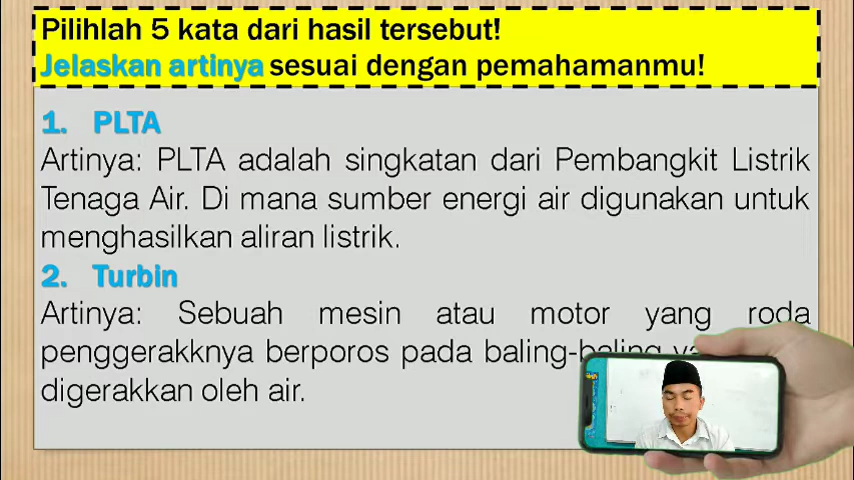 Pilihlah 5 kata dari hasil tersebut!
Jelaskan artinya sesuai dengan pemahamanmu!
1. PLTA
Artinya: PLTA adalah singkatan dari Pembangkit Listrik
Tenaga Air. Di mana sumber energi air digunakan untuk
menghasilkan aliran listrik.
2. Turbin
Artinya: Sebuah mesin atau motor yang roda
penggerakknya berporos pada baling-baling
digerakkan oleh air.